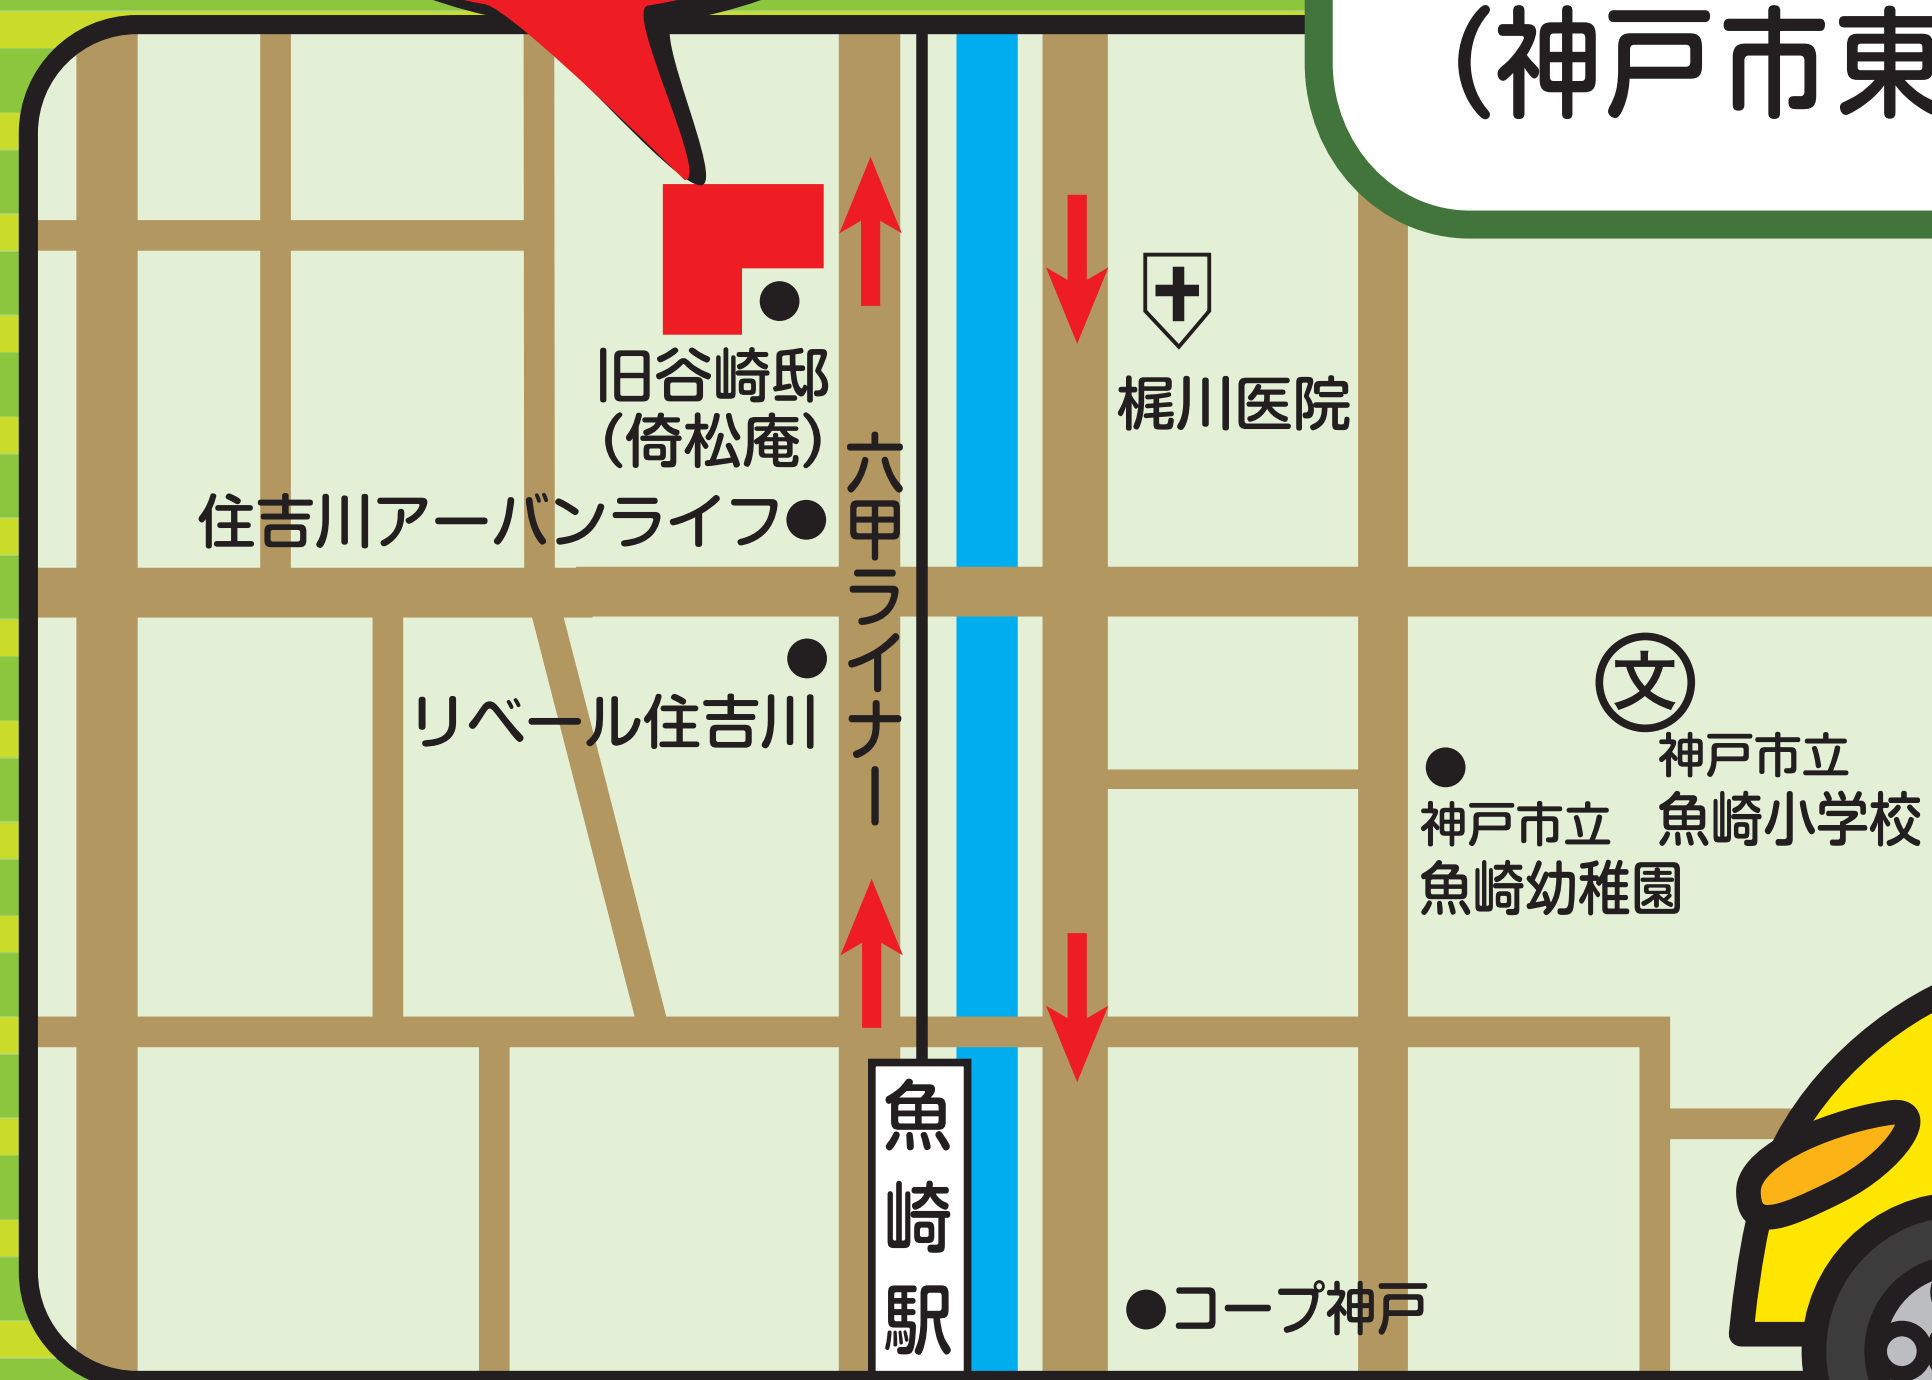 (神戸市東
旧谷崎邸
(倚松庵)
梶川医院
住吉川アーバンライフ
六甲ライナー
リベール住吉川
文
神戸市立
魚崎小学校
神戸市立
魚崎幼稚園
魚崎駅
コープ神戸